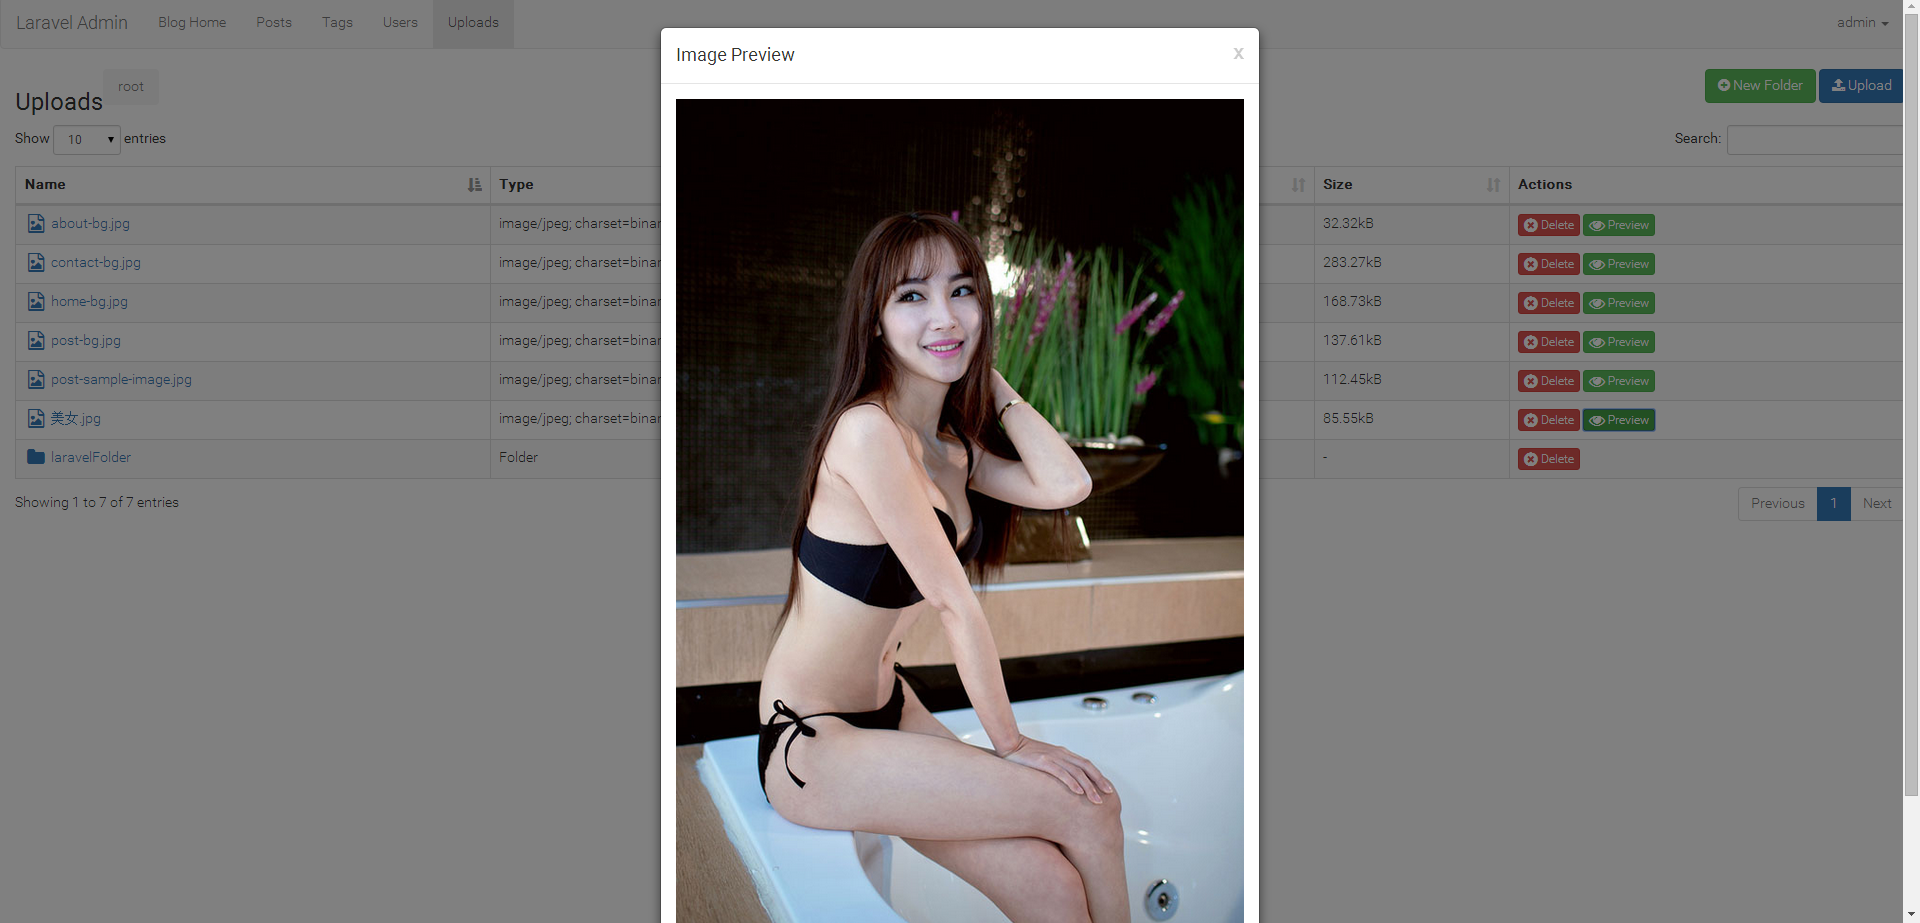 Laravel Admin Blog Home Posts Tags Users Uploads admin
Image Preview x
Uploads root New Folder Upload
Show 10 entries Search:
Name Type Size Actions
about-bg.jpg image/jpeg; charset=binar 32.32kB Delete Preview
contact-bg.jpg image/jpeg; charset=binar 283.27kB Delete Preview
home-bg.jpg image/jpeg; charset=binar 168.73kB Delete Preview
post-bg.jpg image/jpeg; charset=binar 137.61kB Delete Preview
post-sample-image.jpg image/jpeg; charset=binar 112.45kB Delete Preview
美女.jpg image/jpeg; charset=binar 85.55kB Delete Preview
laravelFolder Folder - Delete
Showing 1 to 7 of 7 entries Previous 1 Next